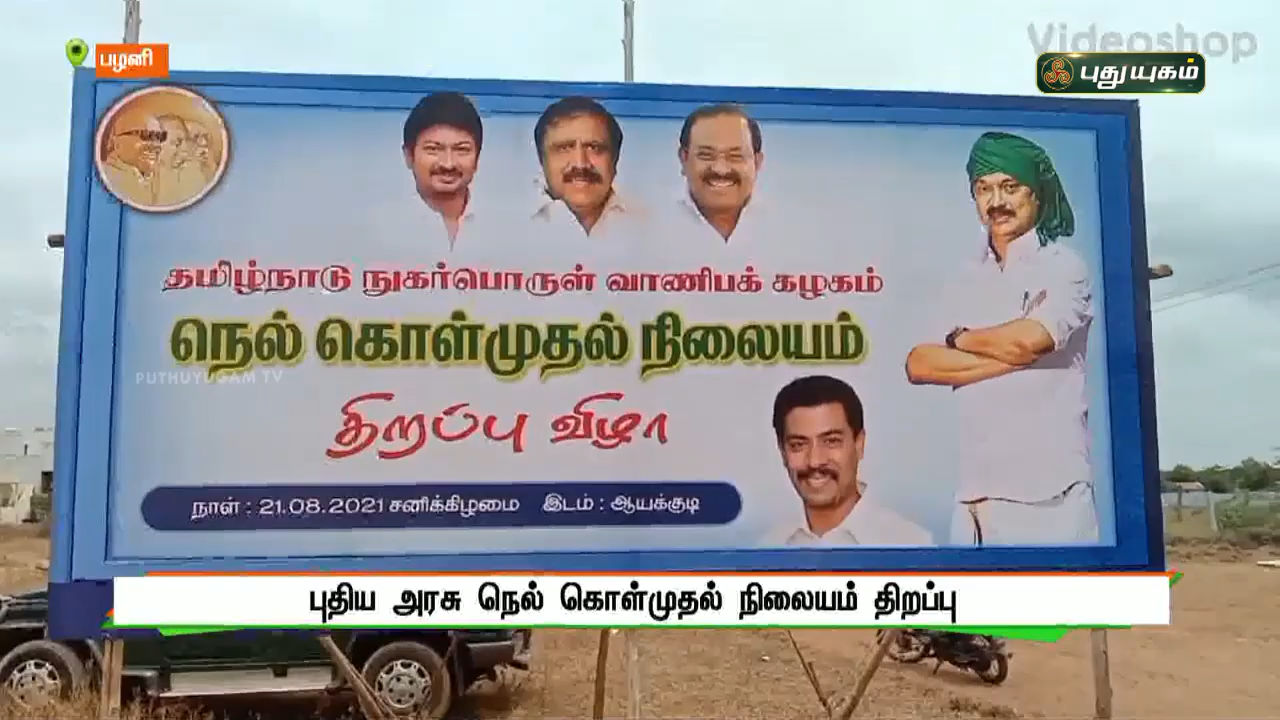 Videoshop
பழனி
புதுயுகம்
தமிழ்நாடு நுகர்பொருள் வாணிபக் கழகம்
நெல் கொள்முதல் நிலையம்
PUTHUYUGAM TV
திறப்பு விழா
நாள் : 21.08.2021 சனிக்கிழமை இடம் : ஆயக்குடி
புதிய அரசு நெல் கொள்முதல் நிலையம் திறப்பு